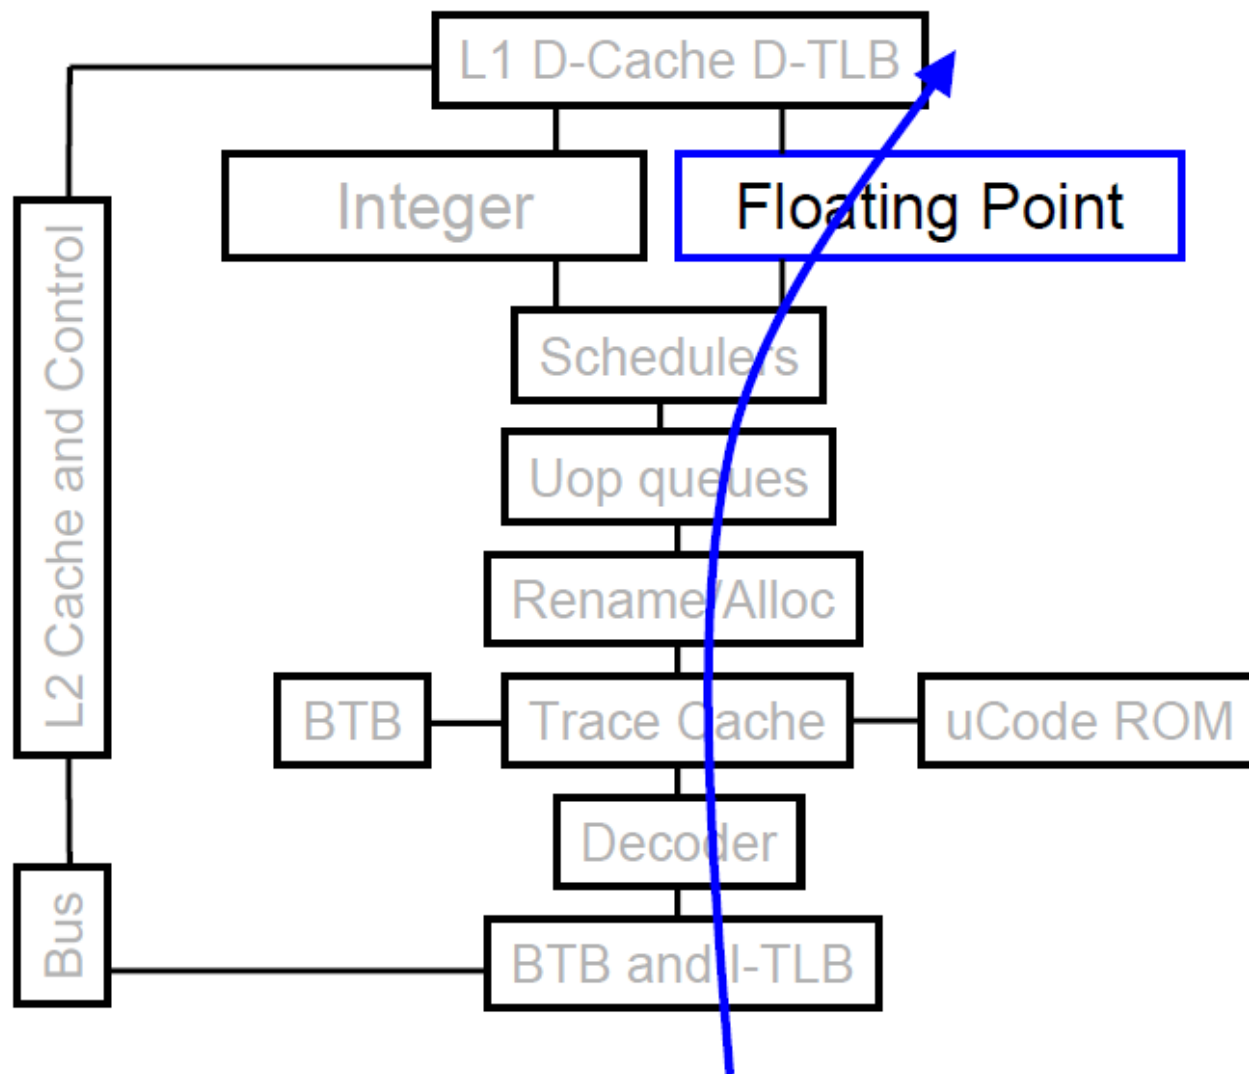 L1 D-Cache D-TLB
Integer
Floating Point
L2 Cache and Control
Schedulers
Uop queues
Rename/Alloc
BTB
Trace Cache
uCode ROM
Decoder
Bus
BTB and I-TLB